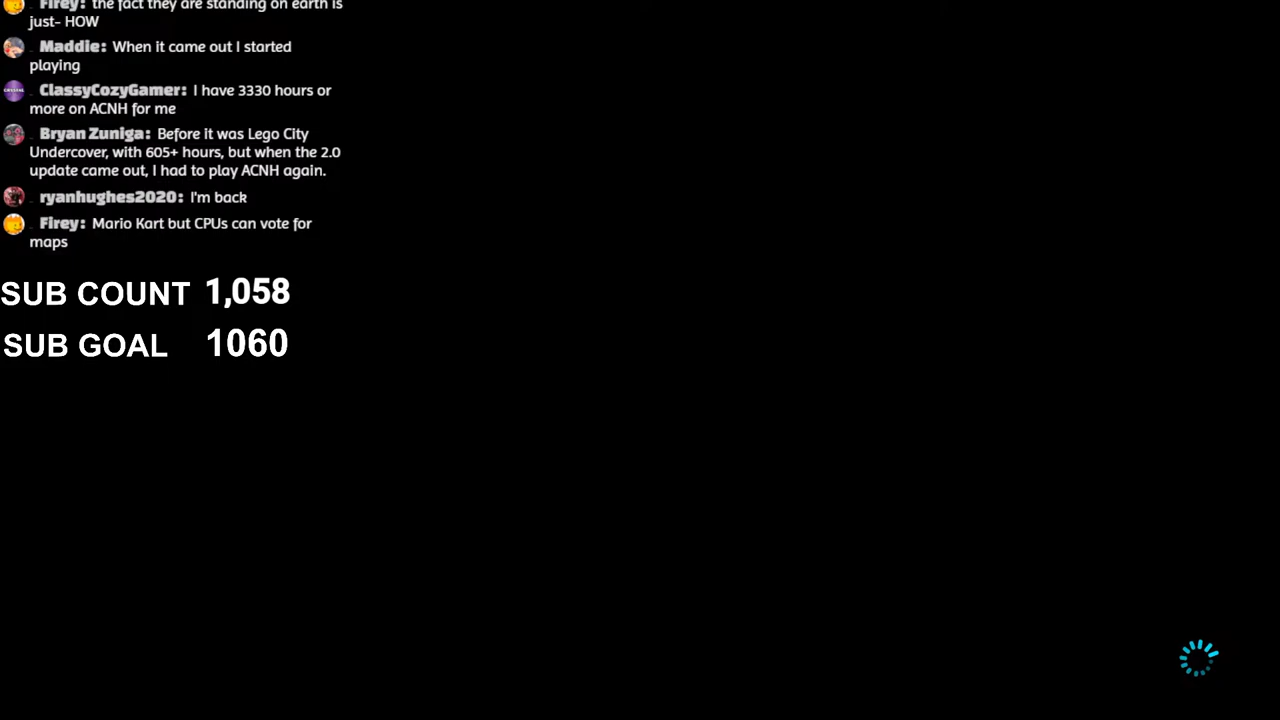 Firey: the fact they are standing on earth is
just- HOW
Maddie: When it came out I started
playing
ClassyCozyGamer: I have 3330 hours or
more on ACNH for me
Bryan Zuniga: Before it was Lego City
Undercover, with 605+ hours, but when the 2.0
update came out, I had to play ACNH again.
ryanhughes2020: I'm back
Firey: Mario Kart but CPUs can vote for
maps
SUB COUNT 1,058
SUB GOAL 1060